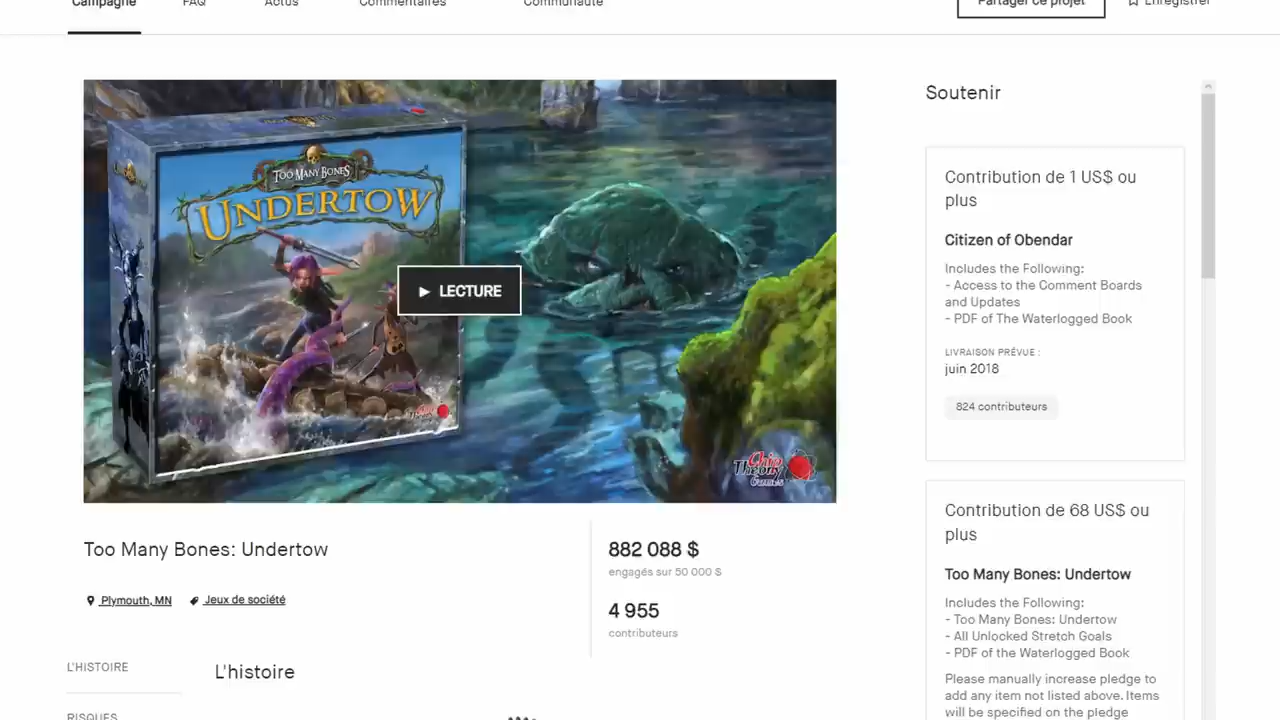 Campagne
FAQ
Actus
Commentaires
Communauté
Partager ce projet
Enregistrer
TOO MANY BONES
UNDERTOW
► LECTURE
Chip
Theory
Games
Too Many Bones: Undertow
Plymouth, MN
Jeux de société
882 088 $
engagés sur 50 000 $
4 955
contributeurs
L'HISTOIRE
RISQUES
L'histoire
Soutenir
Contribution de 1 US$ ou
plus
Citizen of Obendar
Includes the Following:
- Access to the Comment Boards
and Updates
- PDF of The Waterlogged Book
LIVRAISON PRÉVUE :
juin 2018
824 contributeurs
Contribution de 68 US$ ou
plus
Too Many Bones: Undertow
Includes the Following:
- Too Many Bones: Undertow
- All Unlocked Stretch Goals
- PDF of the Waterlogged Book
Please manually increase pledge to
add any item not listed above. Items
will be specified on the pledge